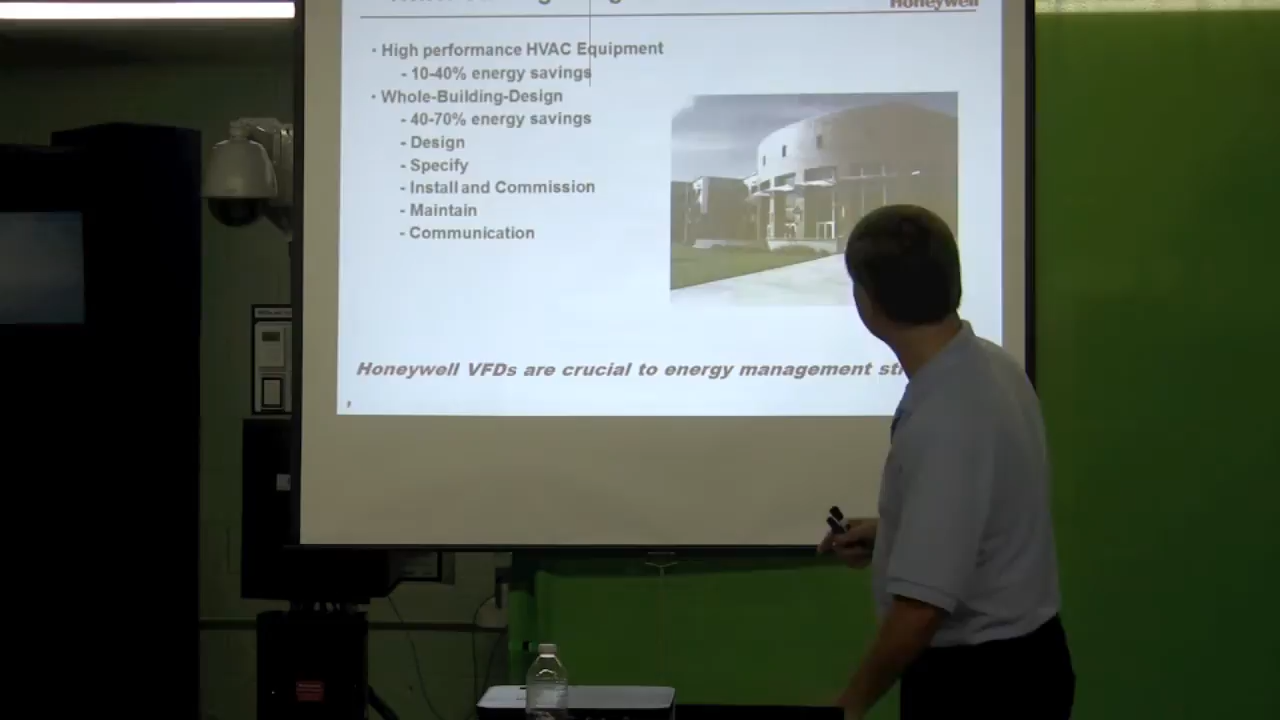 Honeywell
· High performance HVAC Equipment
- 10-40% energy savings
· Whole-Building-Design
- 40-70% energy savings
- Design
- Specify
- Install and Commission
- Maintain
- Communication
Honeywell VFDs are crucial to energy management